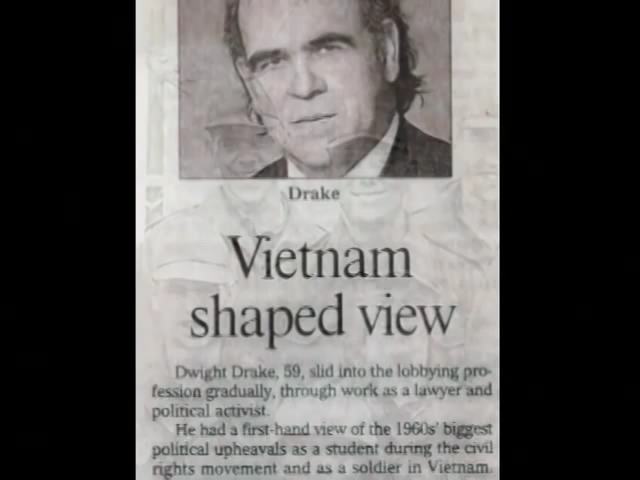 Drake
Vietnam
shaped view
Dwight Drake, 59, slid into the lobbying pro-
fession gradually, through work as a lawyer and
political activist.
He had a first-hand view of the 1960s' biggest
political upheavals as a student during the civil
rights movement and as a soldier in Vietnam.